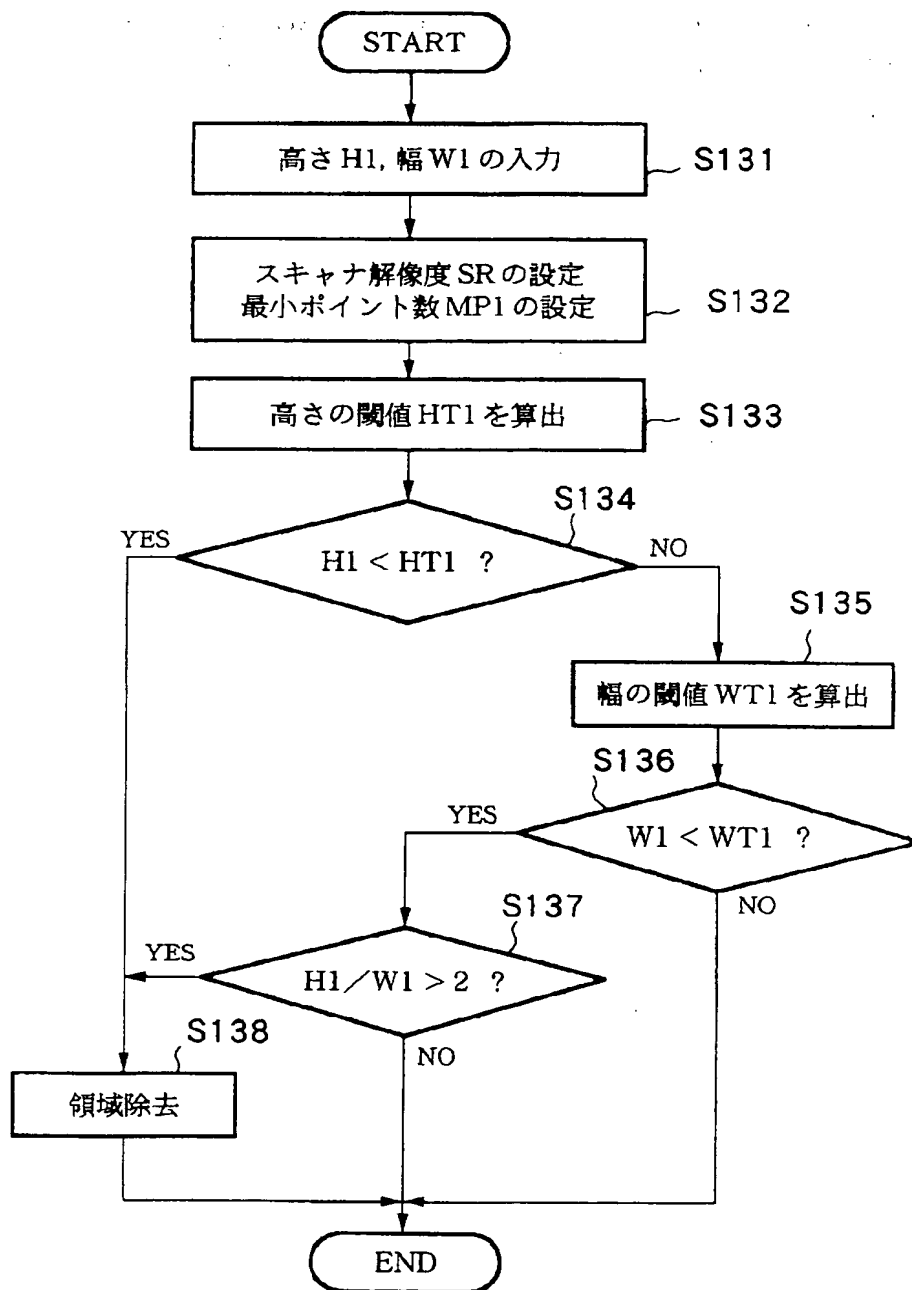 START
高さ H1, 幅 W1 の入力
S131
スキャナ解像度 SR の設定
最小ポイント数 MP1 の設定
S132
高さの閾値 HT1 を算出
S133
S134
YES
H1 < HT1 ?
NO
S135
幅の閾値 WT1 を算出
S136
YES
W1 < WT1 ?
NO
S137
YES
H1／W1 > 2 ?
NO
S138
領域除去
END